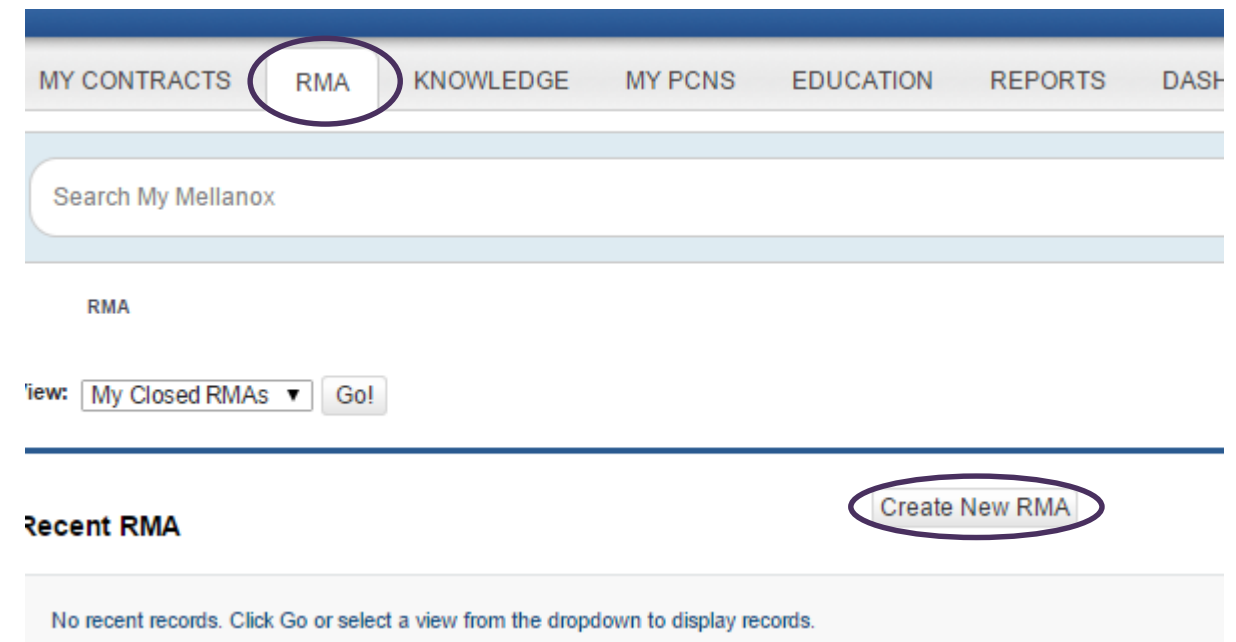 MY CONTRACTS RMA KNOWLEDGE MY PCNS EDUCATION REPORTS DASH
Search My Mellanox
RMA
iew: My Closed RMAs ▼ Go!
Recent RMA Create New RMA
No recent records. Click Go or select a view from the dropdown to display records.